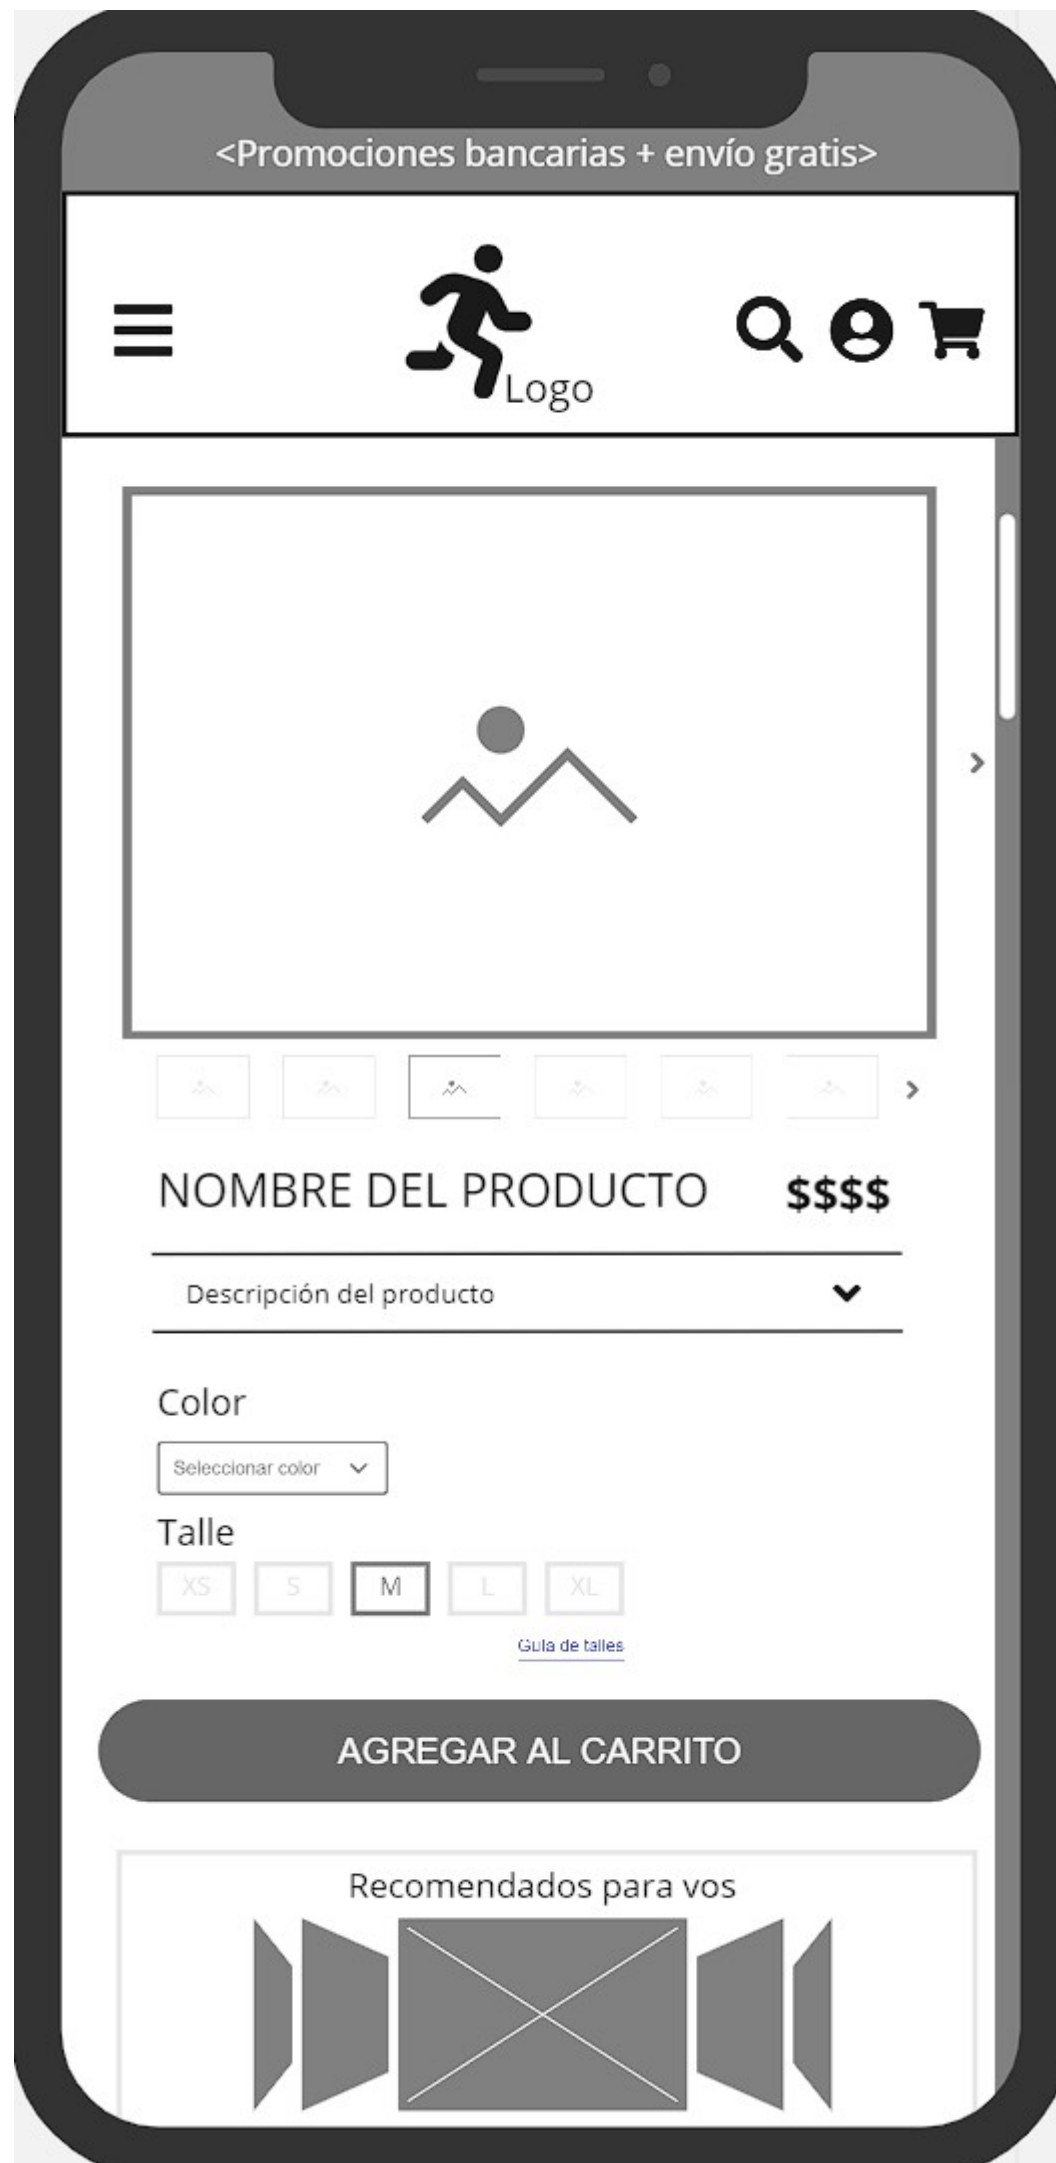 <Promociones bancarias + envío gratis>
Logo
NOMBRE DEL PRODUCTO $$$$
Descripción del producto
Color
Seleccionar color
Talle
XS S M L XL
Guia de talles
AGREGAR AL CARRITO
Recomendados para vos